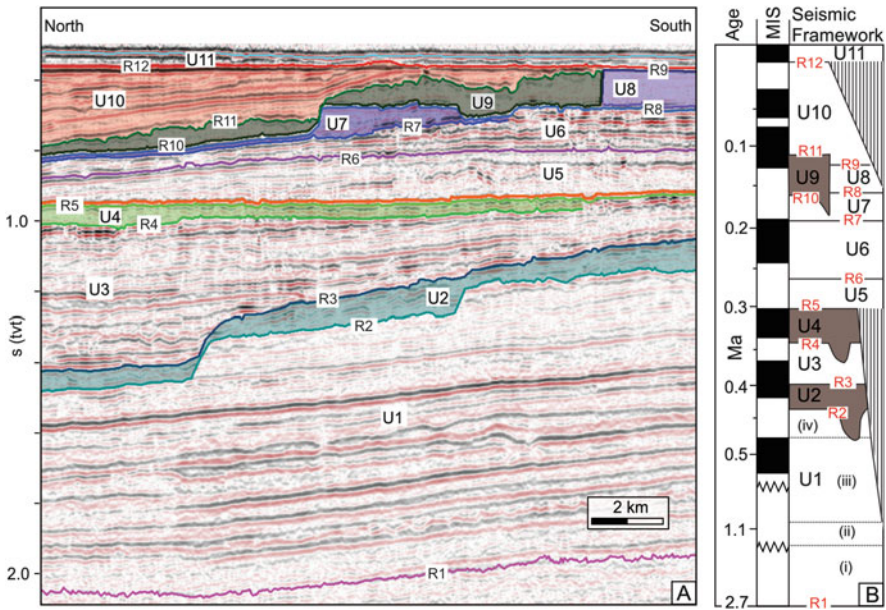 North
South
U11
R12
R9
U10
U8
R11
U9
U7
R7
R8
R10
U6
R6
U5
1.0
R5
U4
R4
U3
R3
U2
R2
s (tvt)
U1
2 km
2.0
R1
A
Age
MIS
Seismic
Framework
U11
R12
U10
0.1
R11
R9
U9
U8
R8
R10
U7
0.2
R7
U6
R6
U5
0.3
R5
U4
R4
Ma
U3
R3
0.4
U2
R2
(iv)
0.5
U1
(iii)
1.1
(ii)
(i)
2.7
R1
B